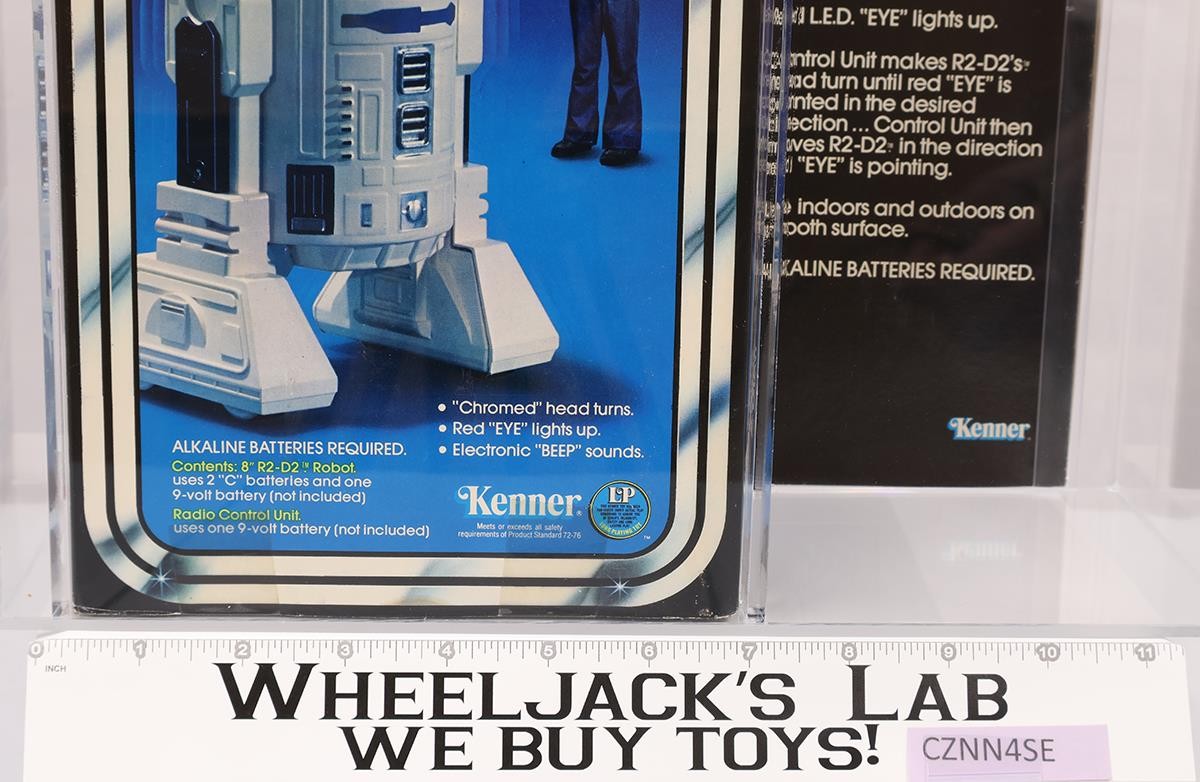 L.E.D. "EYE" lights up.
Control Unit makes R2-D2's™
turn until red "EYE" is
in the desired
... Control Unit then
R2-D2™ in the direction
"EYE" is pointing.
indoors and outdoors on
surface.
BATTERIES REQUIRED.
Kenner
• "Chromed" head turns.
• Red "EYE" lights up.
• Electronic "BEEP" sounds.
ALKALINE BATTERIES REQUIRED.
Contents: 8" R2-D2™ Robot.
uses 2 "C" batteries and one
9-volt battery (not included)
Radio Control Unit.
uses one 9-volt battery (not included)
Kenner®
Meets or exceeds all safety
requirements of Product Standard 72-76
LP
™
0 1 2 3 4 5 6 7 8 9 10 11
INCH
WHEELJACK'S LAB
WE BUY TOYS!
CZNN4SE